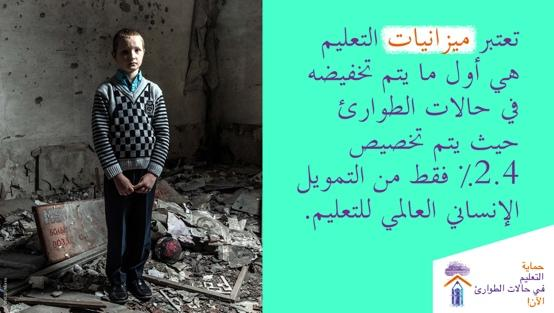 تعتبر ميزانيات التعليم
هي أول ما يتم تخفيضه
في حالات الطوارئ
حيث يتم تخصيص
2.4٪ فقط من التمويل
الإنساني العالمي للتعليم.
حماية
التعليم
في حالات الطوارئ
الآن!